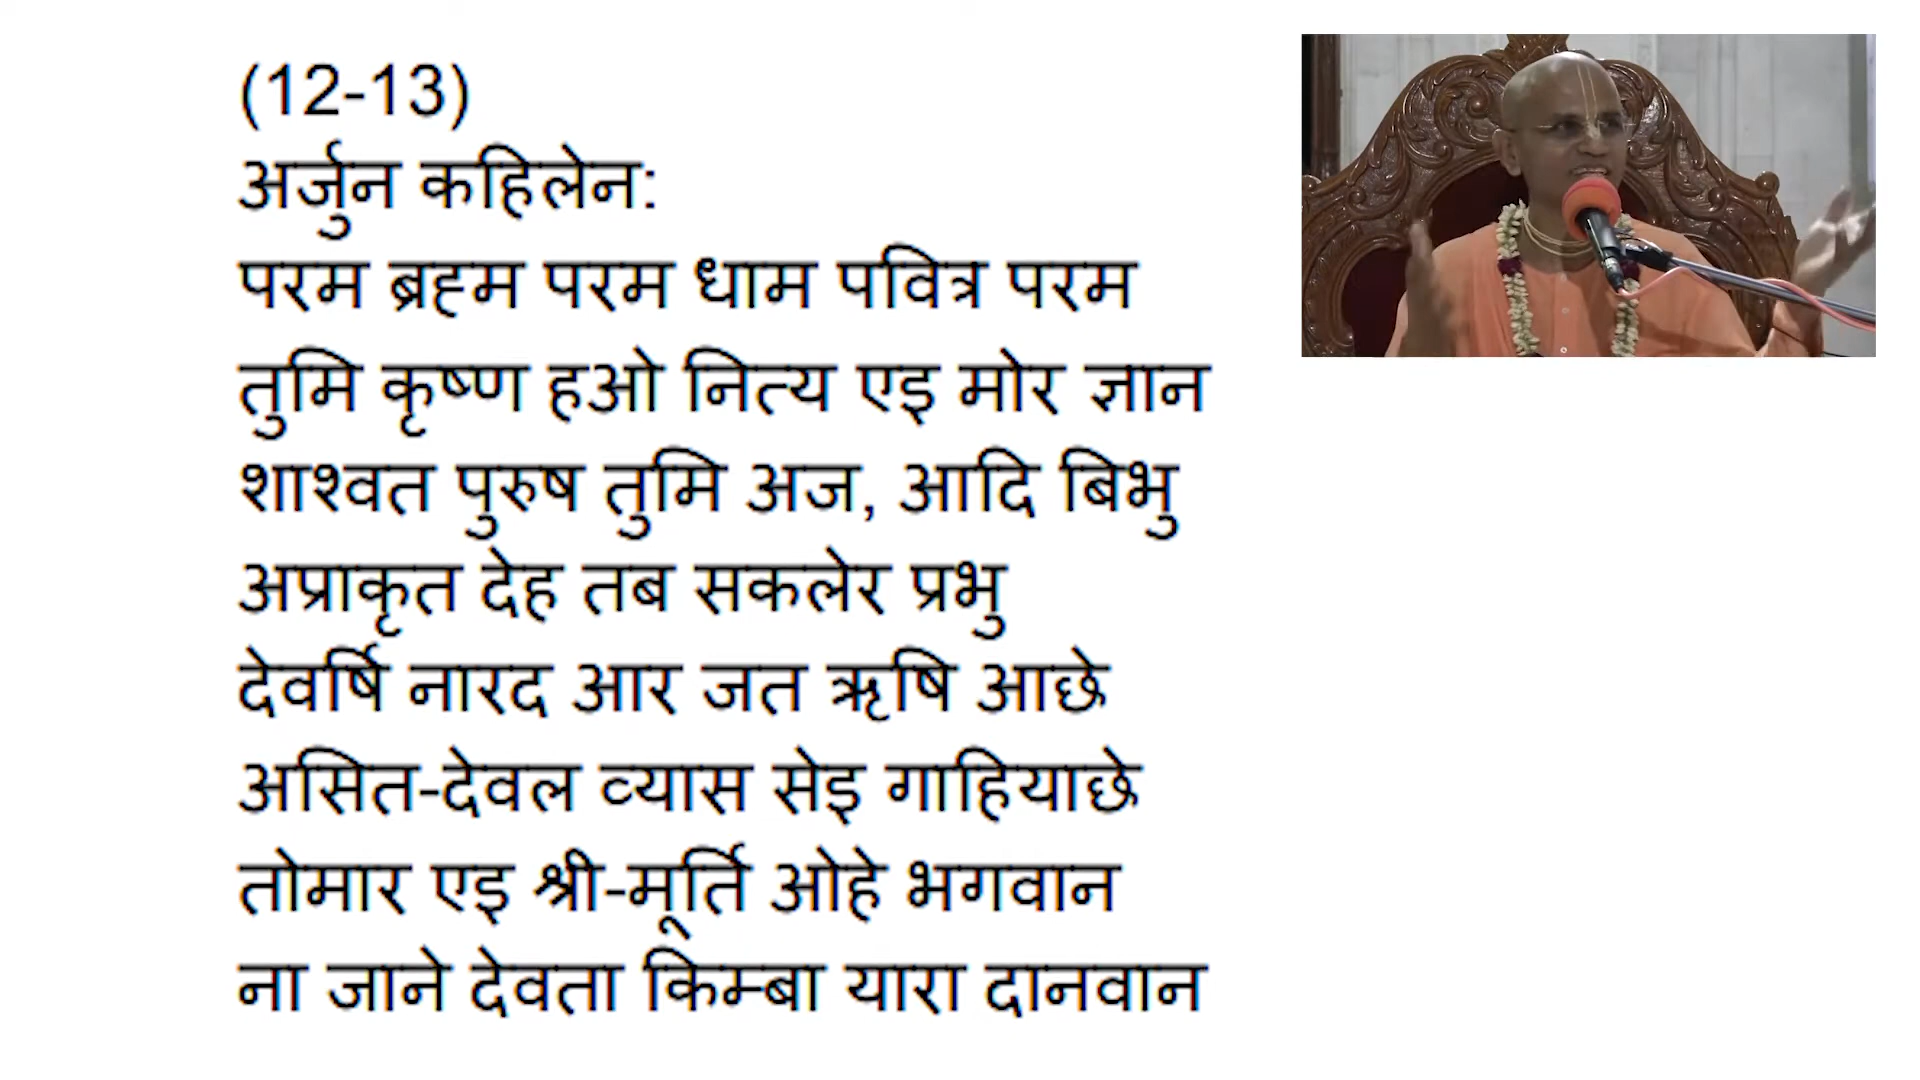 (12-13)
अर्जुन कहिलेन:
परम ब्रह्म परम धाम पवित्र परम
तुमि कृष्ण हओ नित्य एइ मोर ज्ञान
शाश्वत पुरुष तुमि अज, आदि बिभु
अप्राकृत देह तब सकलेर प्रभु
देवर्षि नारद आर जत ऋषि आछे
असित-देवल व्यास सेइ गाहियाछे
तोमार एइ श्री-मूर्ति ओहे भगवान
ना जाने देवता किम्बा यारा दानवान